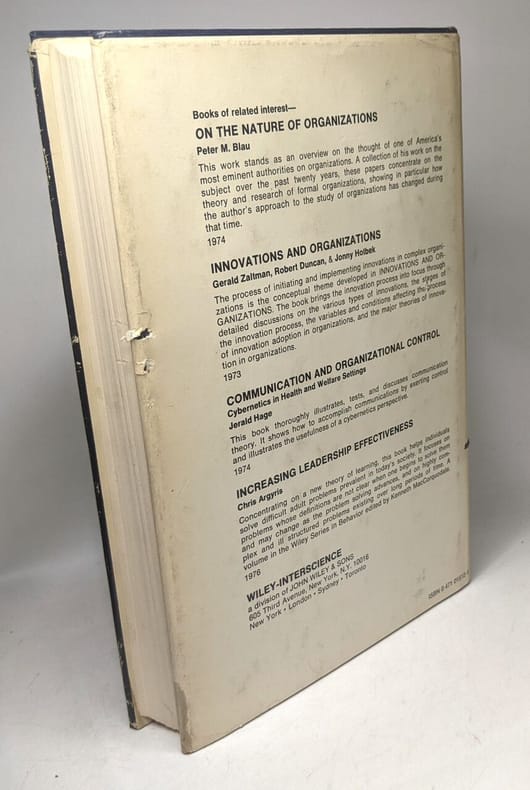 Books of related interest—
ON THE NATURE OF ORGANIZATIONS
Peter M. Blau
This work stands as an overview on the thought of one of America's
most eminent authorities on organizations. A collection of his work on the
subject over the past twenty years, these papers concentrate on the
theory and research of formal organizations, showing in particular how
the author's approach to the study of organizations has changed during
that time.
1974
INNOVATIONS AND ORGANIZATIONS
Gerald Zaltman, Robert Duncan, & Jonny Holbek
The process of initiating and implementing innovations in complex organi-
zations is the conceptual theme developed in INNOVATIONS AND OR-
GANIZATIONS. The book brings the innovation process into focus through
detailed discussions on the various types of innovations, the stages of
the innovation process, the variables and conditions affecting the process
of innovation adoption in organizations, and the major theories of innova-
tion in organizations.
1973
COMMUNICATION AND ORGANIZATIONAL CONTROL
Cybernetics in Health and Welfare Settings
Jerald Hage
This book thoroughly illustrates, tests, and discusses communication
theory. It shows how to accomplish communications by exerting control
and illustrates the usefulness of a cybernetics perspective.
1974
INCREASING LEADERSHIP EFFECTIVENESS
Chris Argyris
Concentrating on a new theory of learning, this book helps individuals
solve difficult adult problems prevalent in today's society. It focuses on
problems whose definitions are not clear when one begins to solve them
and may change as the problem solving advances, and on highly com-
plex and ill structured problems existing over long periods of time. A
volume in the Wiley Series in Behavior edited by Kenneth MacCorquodale.
1976
WILEY-INTERSCIENCE
a division of JOHN WILEY & SONS
605 Third Avenue, New York, N.Y. 10016
New York • London • Sydney • Toronto
ISBN 0 471